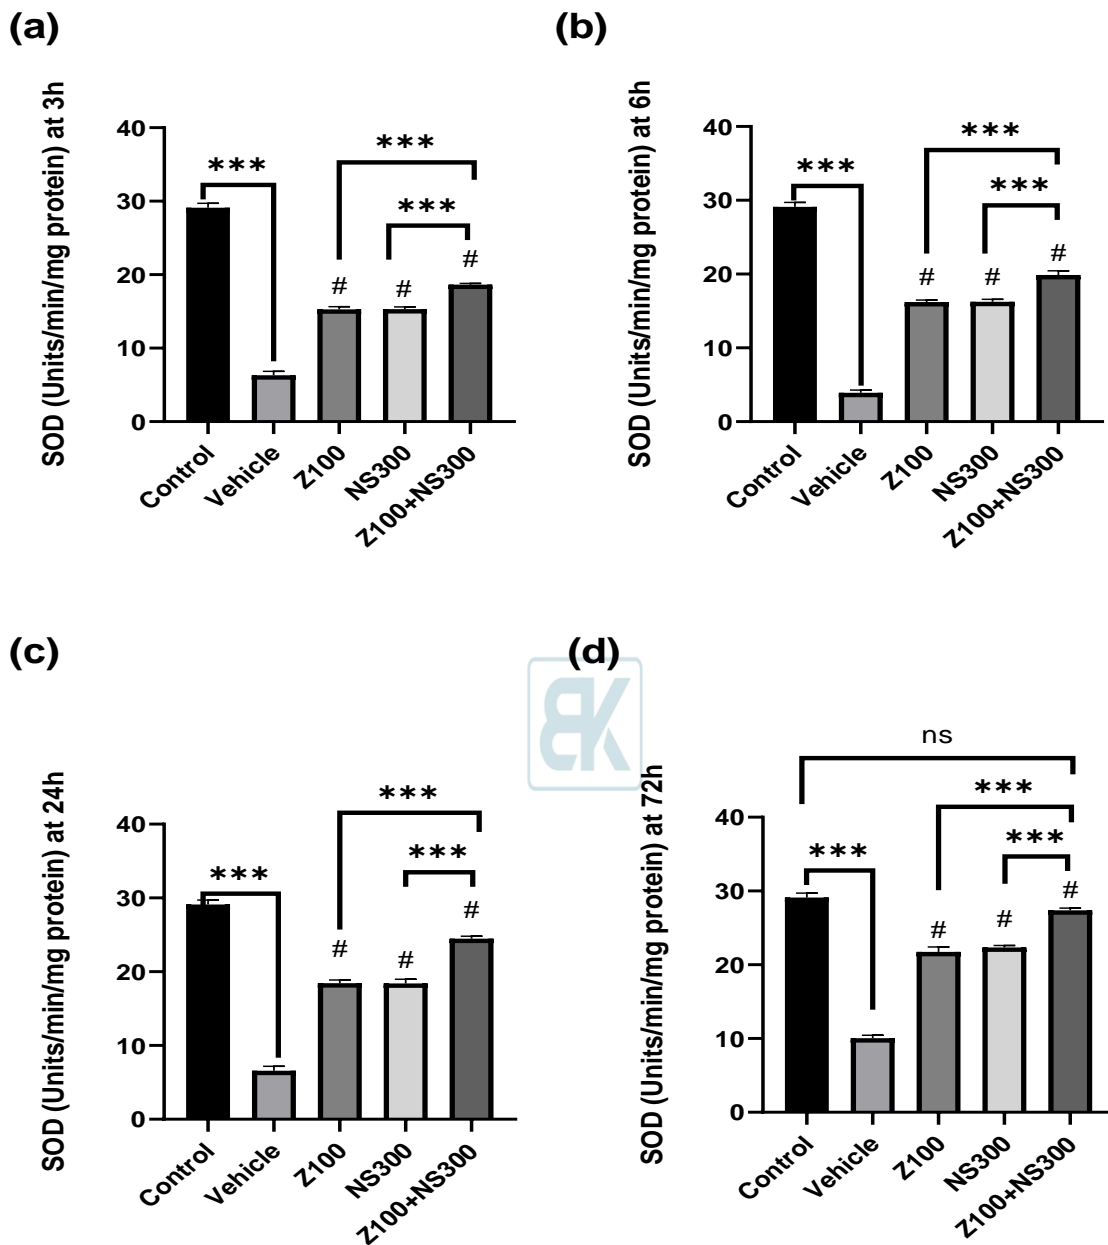 (a)
SOD (Units/min/mg protein) at 3h
40
30
20
10
0
***
***
***
#
#
#
Control
Vehicle
Z100
NS300
Z100+NS300
(b)
SOD (Units/min/mg protein) at 6h
40
30
20
10
0
***
***
***
#
#
#
Control
Vehicle
Z100
NS300
Z100+NS300
(c)
SOD (Units/min/mg protein) at 24h
40
30
20
10
0
***
***
***
#
#
#
Control
Vehicle
Z100
NS300
Z100+NS300
BK
(d)
SOD (Units/min/mg protein) at 72h
40
30
20
10
0
ns
***
***
***
#
#
#
Control
Vehicle
Z100
NS300
Z100+NS300